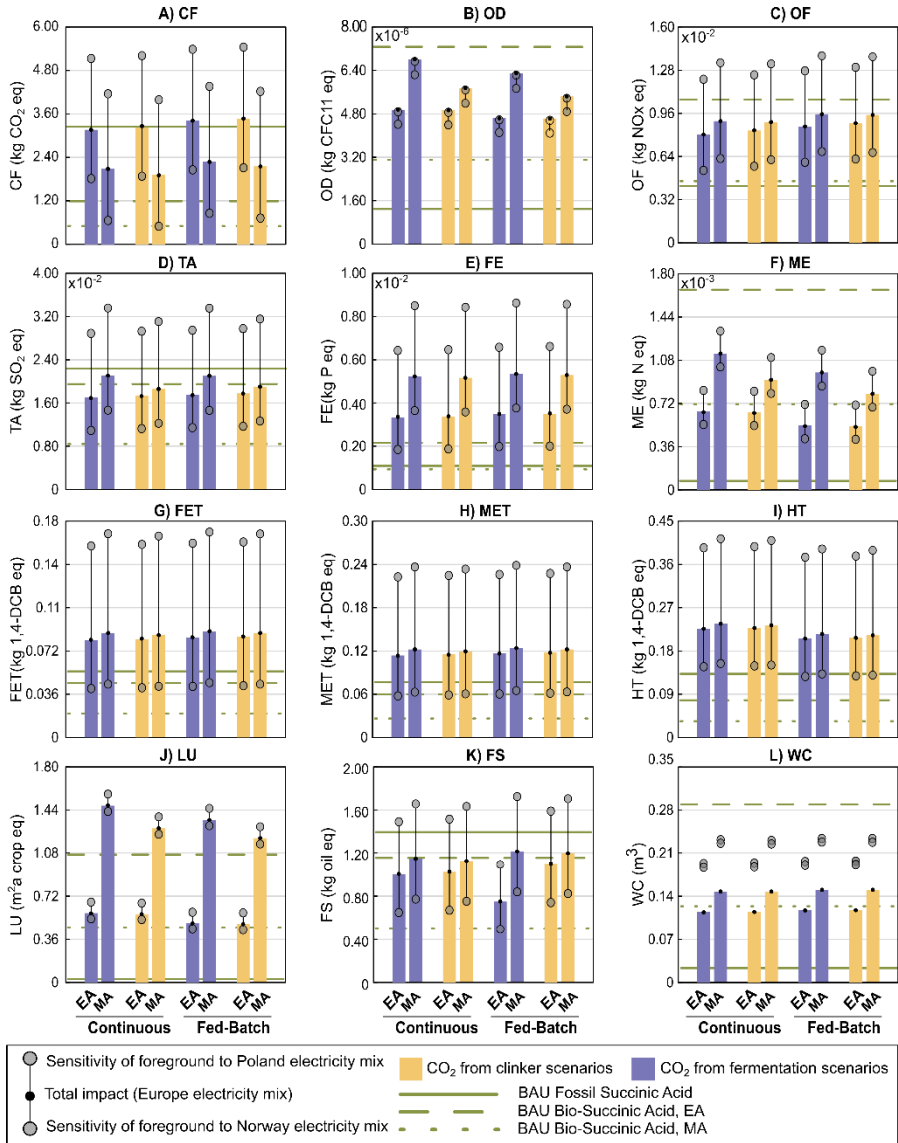 A) CF
6.00
4.80
3.60
2.40
1.20
0
CF (kg CO2 eq)
B) OD
x10-6
8.00
6.40
4.80
3.20
1.60
0
OD (kg CFC11 eq)
C) OF
x10-2
1.60
1.28
0.96
0.64
0.32
0
OF (kg NOx eq)
D) TA
x10-2
4.00
3.20
2.40
1.60
0.80
0
TA (kg SO2 eq)
E) FE
x10-2
1.00
0.80
0.60
0.40
0.20
0
FE(kg P eq)
F) ME
x10-3
1.80
1.44
1.08
0.72
0.36
0
ME (kg N eq)
G) FET
0.18
0.14
0.11
0.072
0.036
0
FET(kg 1,4-DCB eq)
H) MET
0.30
0.24
0.18
0.12
0.06
0
MET (kg 1,4-DCB eq)
I) HT
0.45
0.36
0.27
0.18
0.09
0
HT (kg 1,4-DCB eq)
J) LU
1.80
1.44
1.08
0.72
0.36
0
LU (m2a crop eq)
K) FS
2.00
1.60
1.20
0.80
0.40
0
FS (kg oil eq)
L) WC
0.35
0.28
0.21
0.14
0.07
0
WC (m3)
EA MA EA MA EA MA EA MA
Continuous Fed-Batch
EA MA EA MA EA MA EA MA
Continuous Fed-Batch
EA MA EA MA EA MA EA MA
Continuous Fed-Batch
Sensitivity of foreground to Poland electricity mix
Total impact (Europe electricity mix)
Sensitivity of foreground to Norway electricity mix
CO2 from clinker scenarios
CO2 from fermentation scenarios
BAU Fossil Succinic Acid
BAU Bio-Succinic Acid, EA
BAU Bio-Succinic Acid, MA